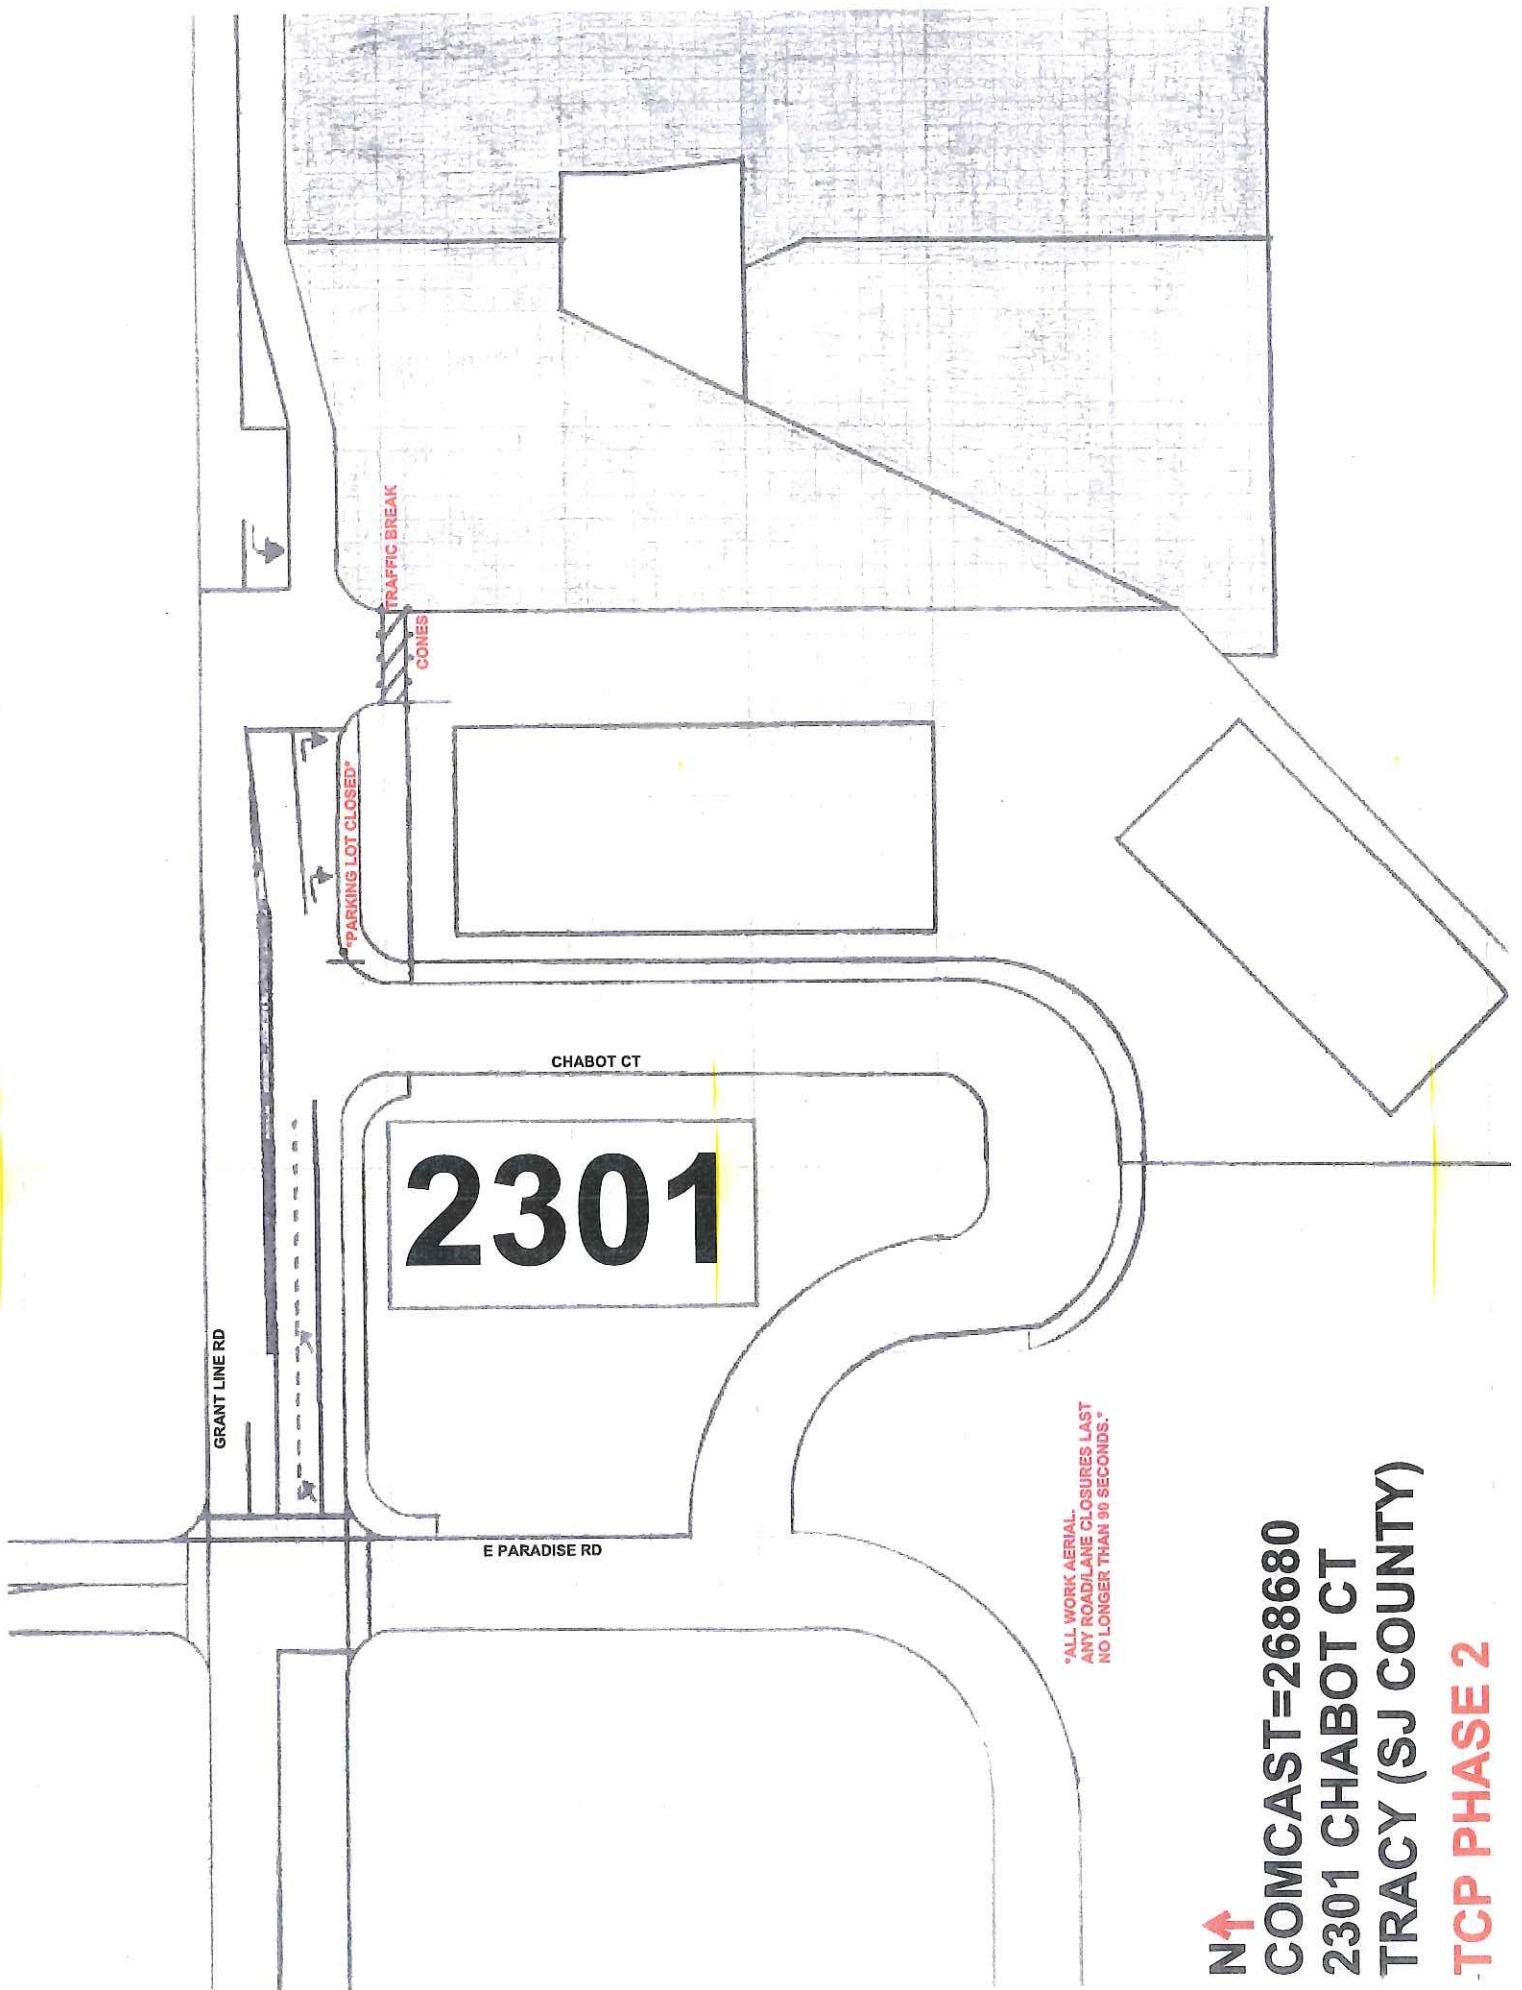 GRANT LINE RD
"PARKING LOT CLOSED"
TRAFFIC BREAK
CONES
2301
CHABOT CT
E PARADISE RD
"ALL WORK AERIAL.
ANY ROAD/LANE CLOSURES LAST
NO LONGER THAN 90 SECONDS."
N
COMCAST=268680
2301 CHABOT CT
TRACY (SJ COUNTY)
TCP PHASE 2